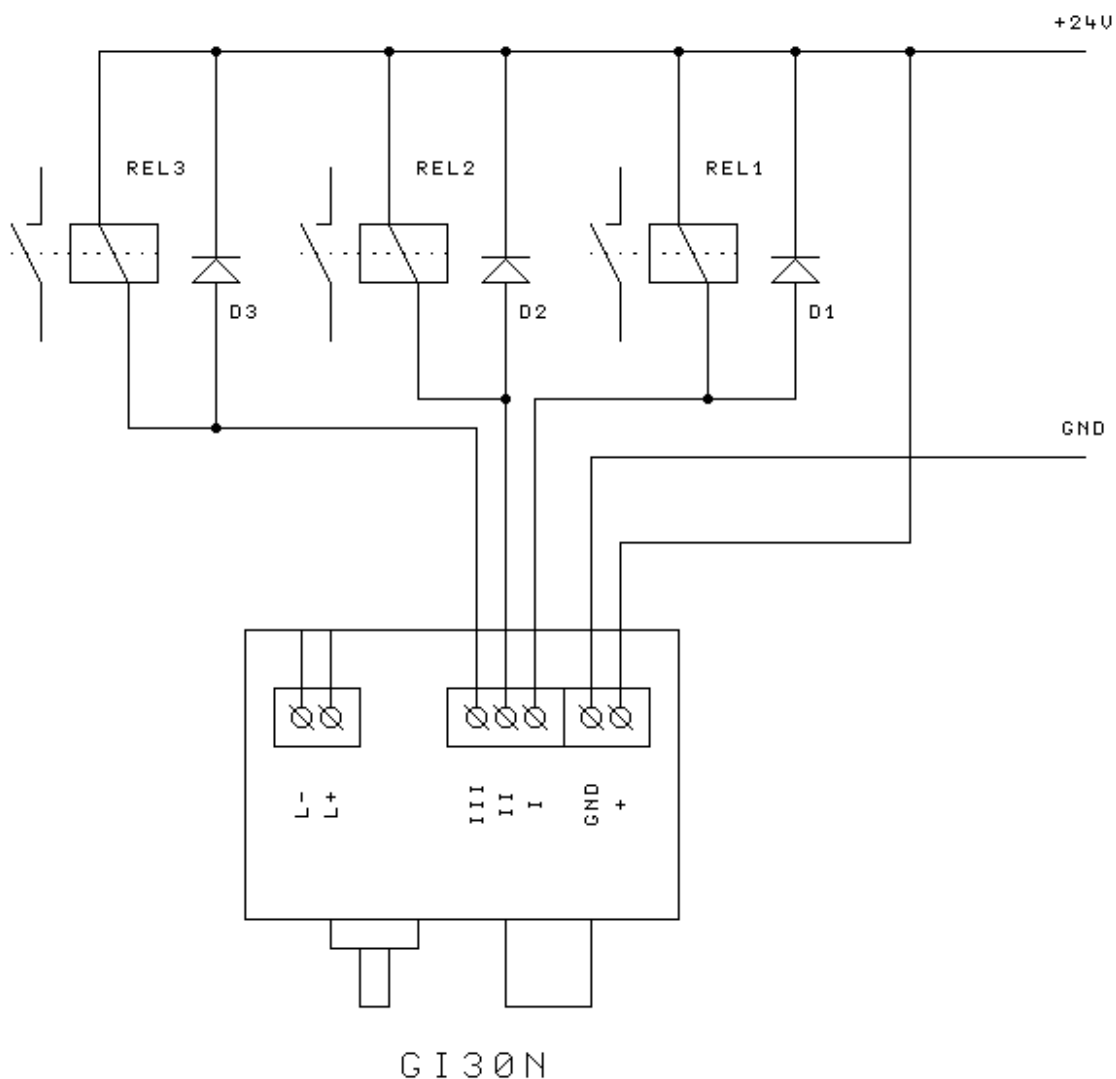 +24V
REL3
REL2
REL1
D3
D2
D1
GND
L-
L+
III
II
I
GND
+
GI30N